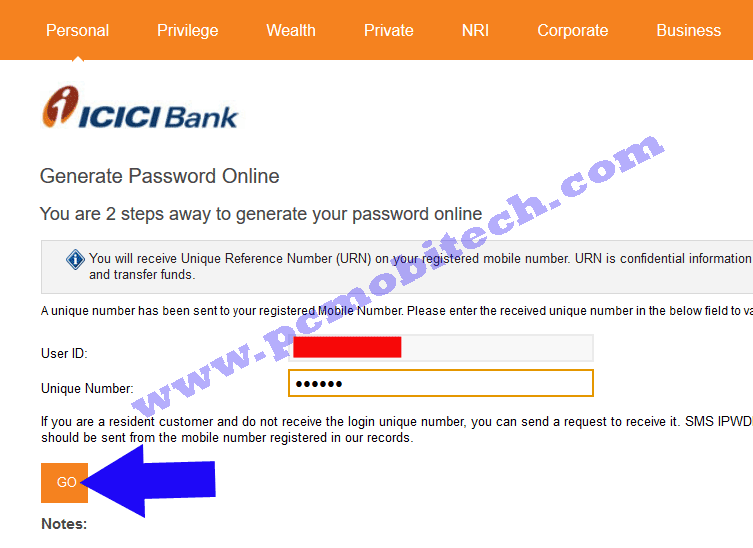 Personal Privilege Wealth Private NRI Corporate Business
i ICICI Bank
Generate Password Online
You are 2 steps away to generate your password online
You will receive Unique Reference Number (URN) on your registered mobile number. URN is confidential information
and transfer funds.
A unique number has been sent to your registered Mobile Number. Please enter the received unique number in the below field to va
User ID:
Unique Number: ••••••
If you are a resident customer and do not receive the login unique number, you can send a request to receive it. SMS IPWD
should be sent from the mobile number registered in our records.
GO
Notes:
www.pcmobitech.com